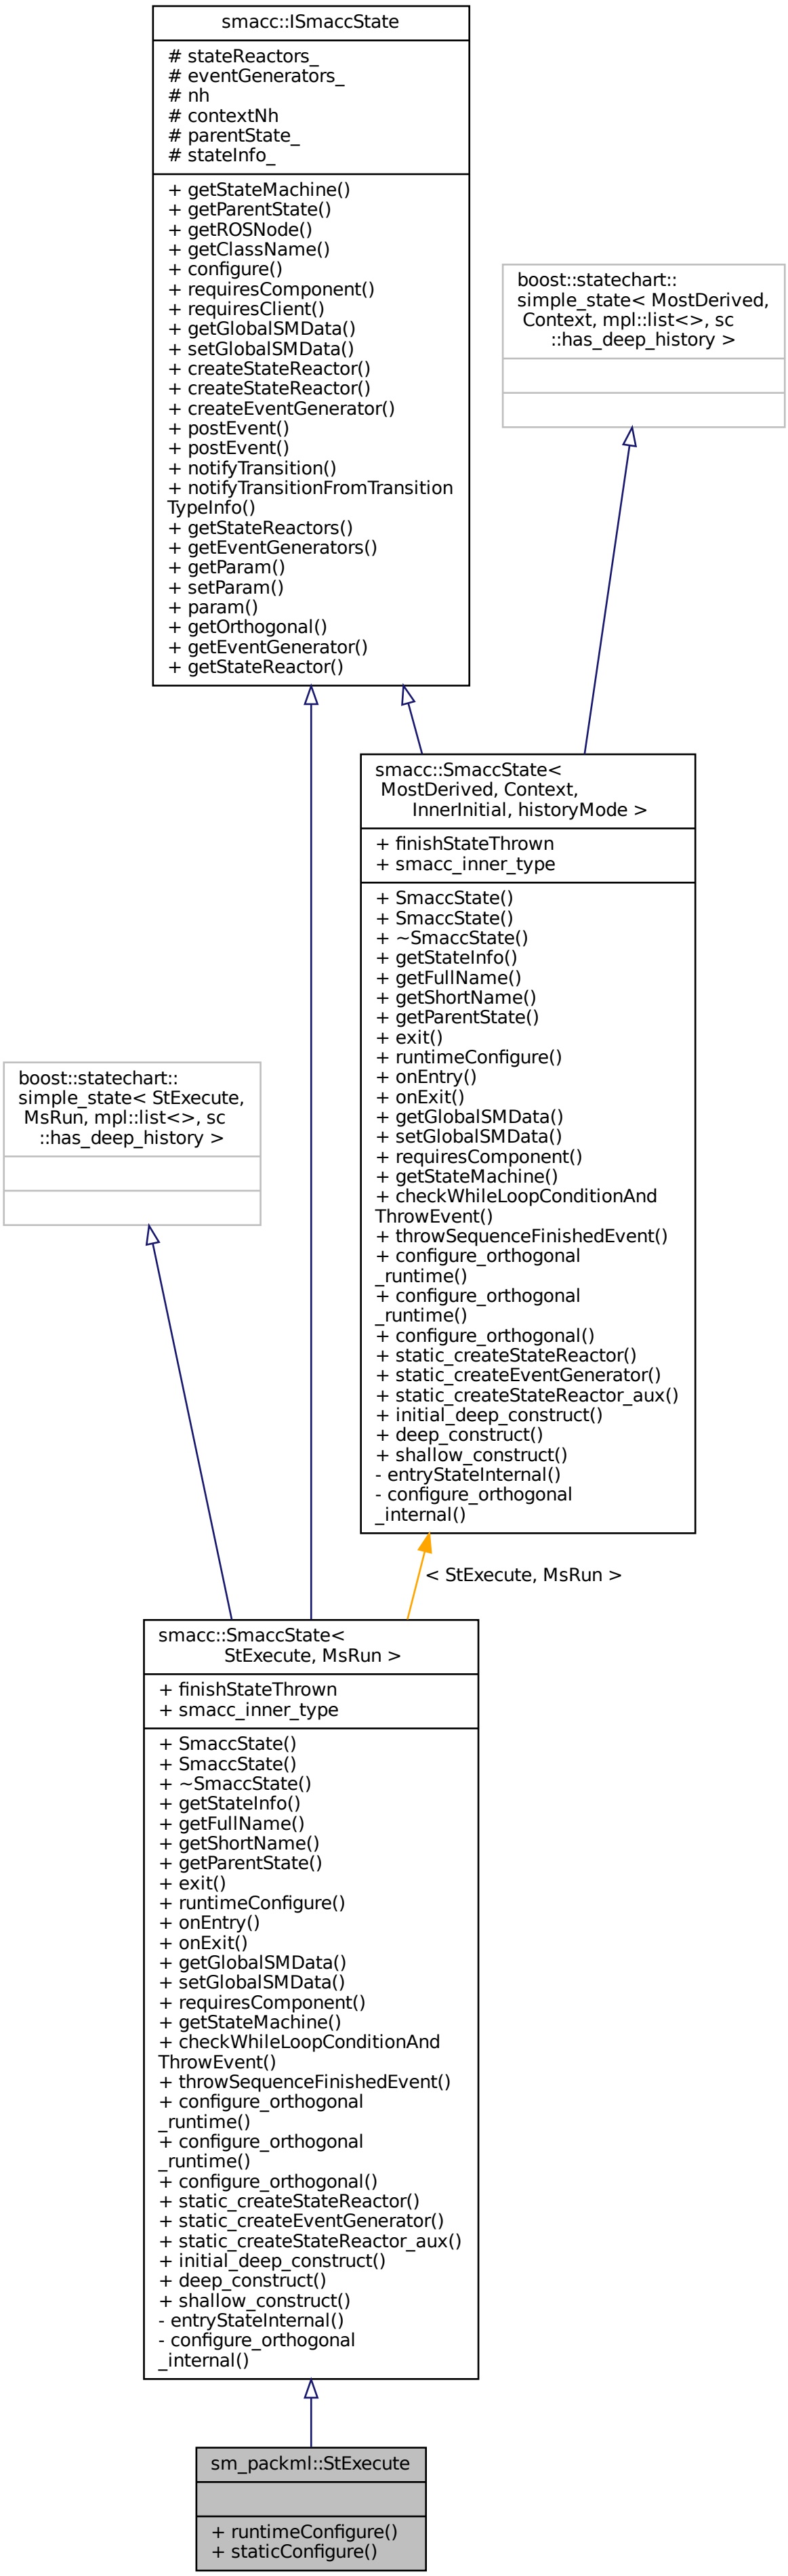 smacc::ISmaccState
# stateReactors_
# eventGenerators_
# nh
# contextNh
# parentState_
# stateInfo_
+ getStateMachine()
+ getParentState()
+ getROSNode()
+ getClassName()
+ configure()
+ requiresComponent()
+ requiresClient()
+ getGlobalSMData()
+ setGlobalSMData()
+ createStateReactor()
+ createStateReactor()
+ createEventGenerator()
+ postEvent()
+ postEvent()
+ notifyTransition()
+ notifyTransitionFromTransition
TypeInfo()
+ getStateReactors()
+ getEventGenerators()
+ getParam()
+ setParam()
+ param()
+ getOrthogonal()
+ getEventGenerator()
+ getStateReactor()
boost::statechart::
simple_state< MostDerived,
Context, mpl::list<>, sc
::has_deep_history >
smacc::SmaccState<
MostDerived, Context,
InnerInitial, historyMode >
+ finishStateThrown
+ smacc_inner_type
+ SmaccState()
+ SmaccState()
+ ~SmaccState()
+ getStateInfo()
+ getFullName()
+ getShortName()
+ getParentState()
+ exit()
+ runtimeConfigure()
+ onEntry()
+ onExit()
+ getGlobalSMData()
+ setGlobalSMData()
+ requiresComponent()
+ getStateMachine()
+ checkWhileLoopConditionAnd
ThrowEvent()
+ throwSequenceFinishedEvent()
+ configure_orthogonal
_runtime()
+ configure_orthogonal
_runtime()
+ configure_orthogonal()
+ static_createStateReactor()
+ static_createEventGenerator()
+ static_createStateReactor_aux()
+ initial_deep_construct()
+ deep_construct()
+ shallow_construct()
- entryStateInternal()
- configure_orthogonal
_internal()
boost::statechart::
simple_state< StExecute,
MsRun, mpl::list<>, sc
::has_deep_history >
< StExecute, MsRun >
smacc::SmaccState<
StExecute, MsRun >
+ finishStateThrown
+ smacc_inner_type
+ SmaccState()
+ SmaccState()
+ ~SmaccState()
+ getStateInfo()
+ getFullName()
+ getShortName()
+ getParentState()
+ exit()
+ runtimeConfigure()
+ onEntry()
+ onExit()
+ getGlobalSMData()
+ setGlobalSMData()
+ requiresComponent()
+ getStateMachine()
+ checkWhileLoopConditionAnd
ThrowEvent()
+ throwSequenceFinishedEvent()
+ configure_orthogonal
_runtime()
+ configure_orthogonal
_runtime()
+ configure_orthogonal()
+ static_createStateReactor()
+ static_createEventGenerator()
+ static_createStateReactor_aux()
+ initial_deep_construct()
+ deep_construct()
+ shallow_construct()
- entryStateInternal()
- configure_orthogonal
_internal()
sm_packml::StExecute
+ runtimeConfigure()
+ staticConfigure()